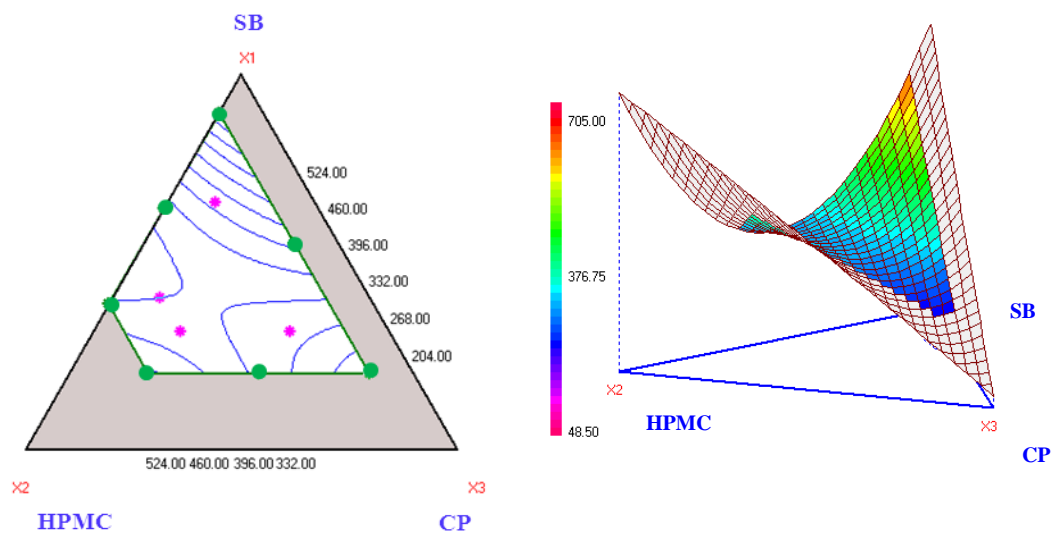 SB
X1
524.00
460.00
396.00
332.00
268.00
204.00
524.00 460.00 396.00 332.00
X2
X3
HPMC
CP
705.00
376.75
48.50
SB
X2
HPMC
X3
CP